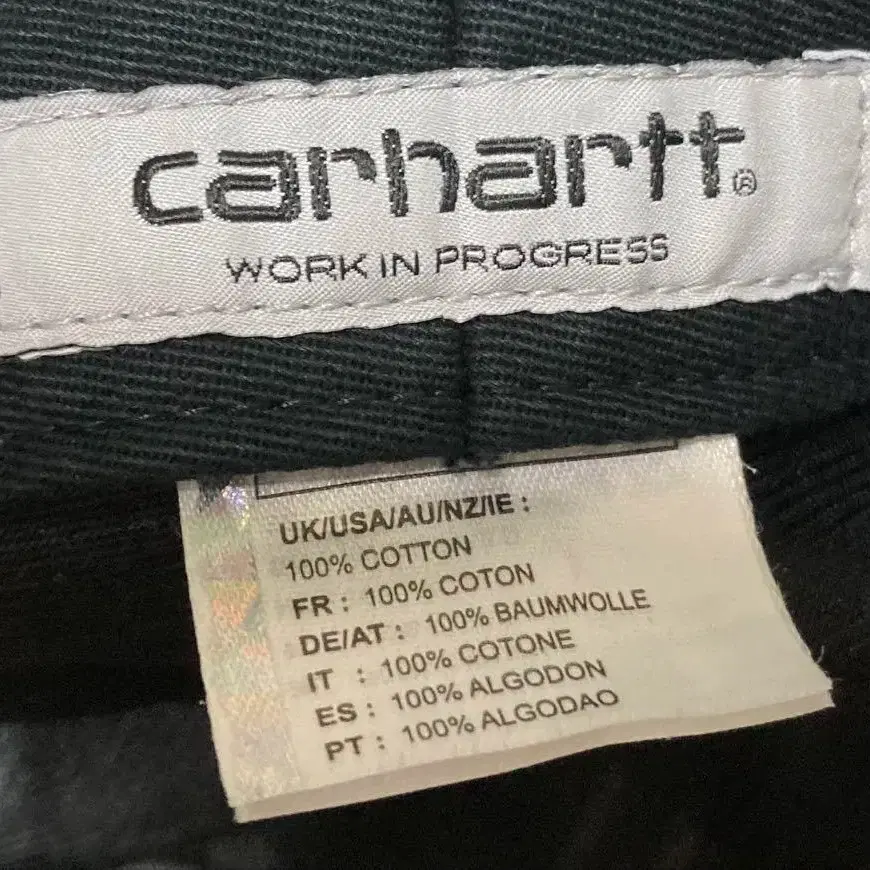 carhartt®
WORK IN PROGRESS
UK/USA/AU/NZ/IE :
100% COTTON
FR : 100% COTON
DE/AT : 100% BAUMWOLLE
IT : 100% COTONE
ES : 100% ALGODON
PT : 100% ALGODAO